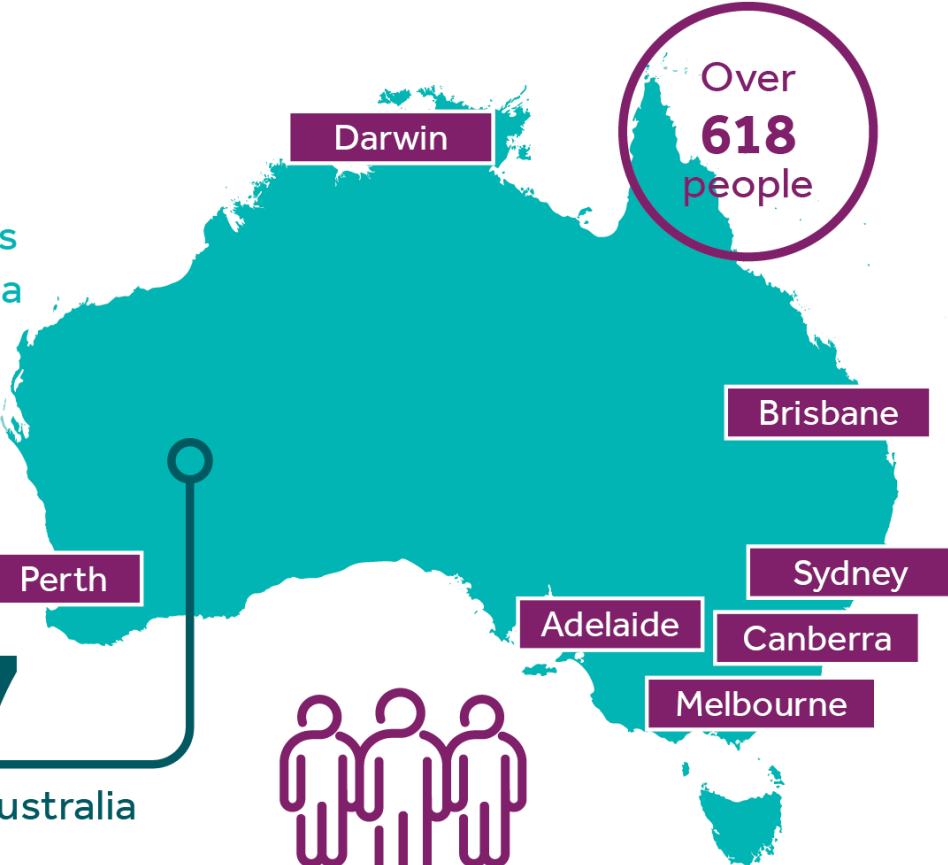 Over
618
people
Darwin
s
a
Brisbane
Perth
Sydney
Adelaide
Canberra
Melbourne
ustralia